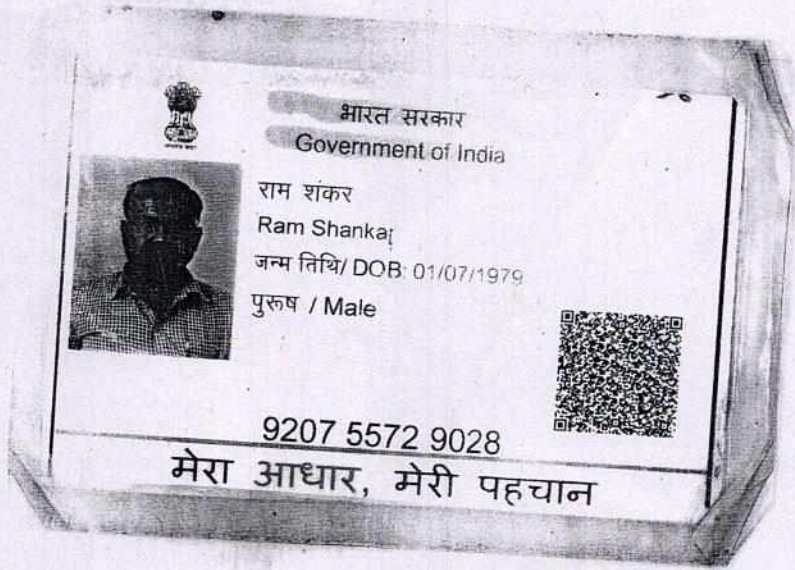 भारत सरकार
Government of India
राम शंकर
Ram Shankar
जन्म तिथि/ DOB: 01/07/1979
पुरूष / Male
9207 5572 9028
मेरा आधार, मेरी पहचान